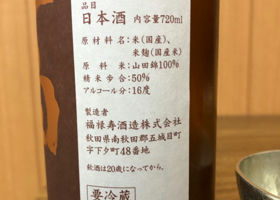 品目
日本酒 内容量720ml
原材料名：米(国産)、
米麹(国産米)
原料米：山田錦100%
精米歩合：50%
アルコール分：16度
製造者
福禄寿酒造株式会社
秋田県南秋田郡五城目町
字下夕町48番地
飲酒は20歳になってから。
要冷蔵